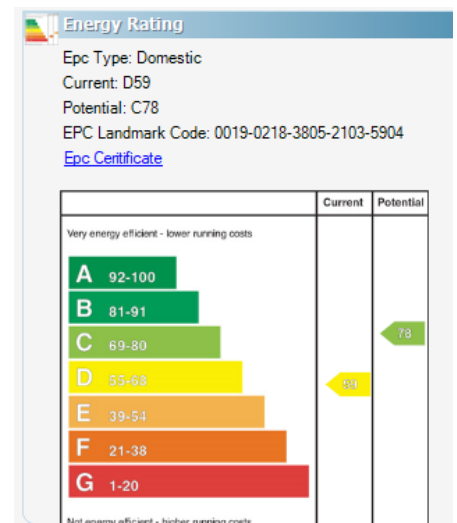 Energy Rating
Epc Type: Domestic
Current: D59
Potential: C78
EPC Landmark Code: 0019-0218-3805-2103-5904
Epc Ceritificate
Current Potential
Very energy efficient - lower running costs
A 92-100
B 81-91
C 69-80
78
D 55-68
59
E 39-54
F 21-38
G 1-20
Not energy efficient - higher running costs